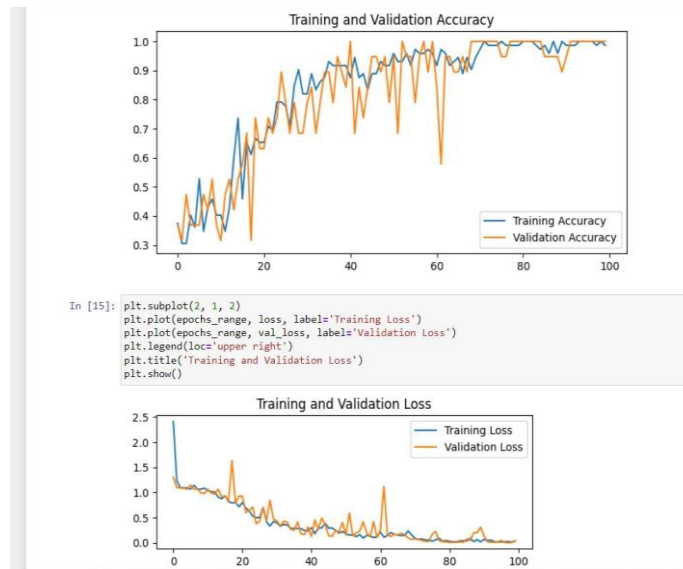 Training and Validation Accuracy
1.0
0.9
0.8
0.7
0.6
0.5
0.4
0.3
0 20 40 60 80 100
Training Accuracy
Validation Accuracy
In [15]: plt.subplot(2, 1, 2)
plt.plot(epochs_range, loss, label='Training Loss')
plt.plot(epochs_range, val_loss, label='Validation Loss')
plt.legend(loc='upper right')
plt.title('Training and Validation Loss')
plt.show()
Training and Validation Loss
2.5
2.0
1.5
1.0
0.5
0.0
0 20 40 60 80 100
Training Loss
Validation Loss